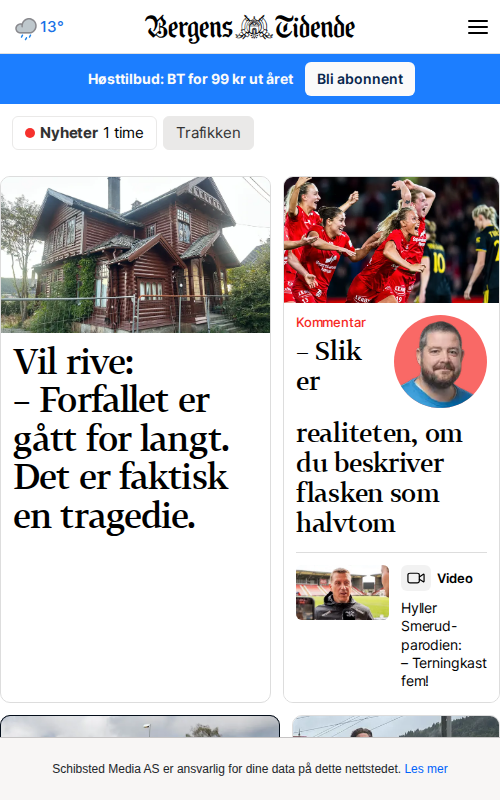 13°
Bergens Tidende
Høsttilbud: BT for 99 kr ut året
Bli abonnent
Nyheter 1 time
Trafikken
Vil rive:
– Forfallet er
gått for langt.
Det er faktisk
en tragedie.
Kommentar
– Slik
er
realiteten, om
du beskriver
flasken som
halvtom
Video
Hyller
Smerud-
parodien:
– Terningkast
fem!
Schibsted Media AS er ansvarlig for dine data på dette nettstedet. Les mer